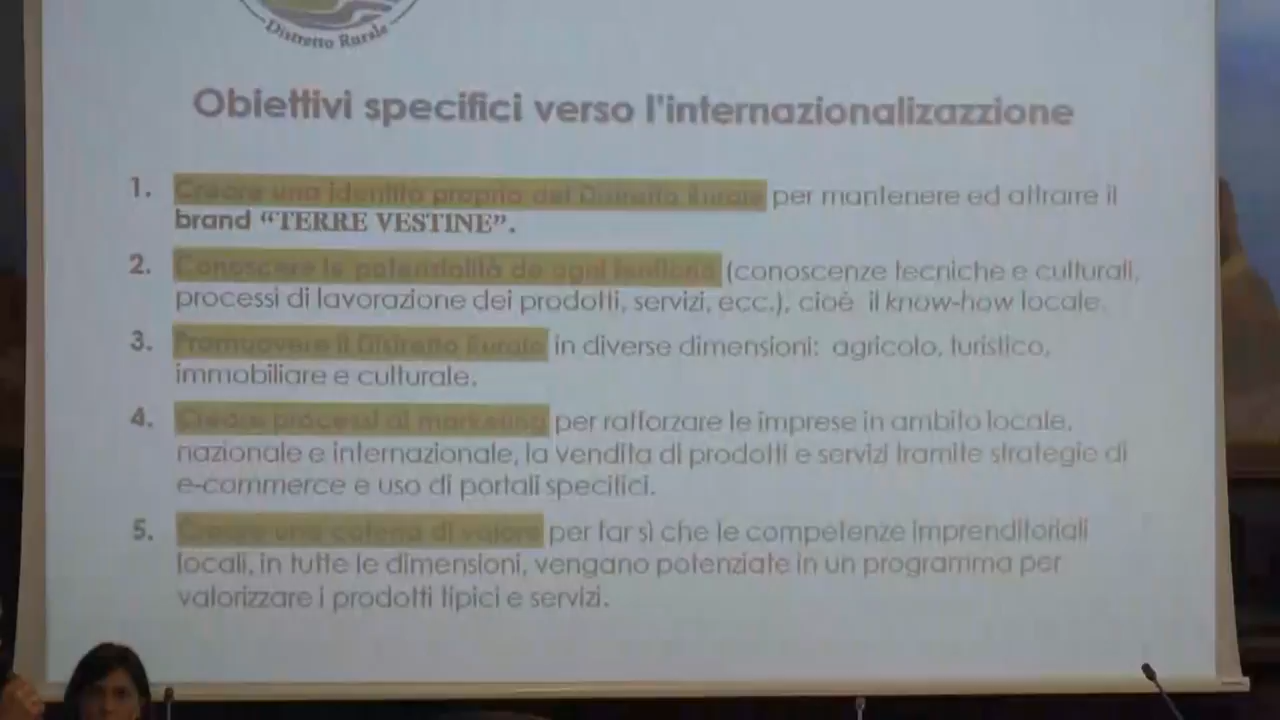 Distretto Rurale
Obiettivi specifici verso l'internazionalizazzione
1. Creare una identità propria del Distretto Rurale per mantenere ed attrarre il
brand “TERRE VESTINE”.
2. Conoscere le potenzialità de ogni (conoscenze tecniche e culturali,
processi di lavorazione dei prodotti, servizi, ecc.), cioè il know-how locale.
3. Promuovere il Distretto Rurale in diverse dimensioni: agricolo, turistico,
immobiliare e culturale.
4. Creare processi di marketing per rafforzare le imprese in ambito locale,
nazionale e internazionale, la vendita di prodotti e servizi tramite strategie di
e-commerce e uso di portali specifici.
5. Creare una catena di valore per far sì che le competenze imprenditoriali
locali, in tutte le dimensioni, vengano potenziate in un programma per
valorizzare i prodotti tipici e servizi.